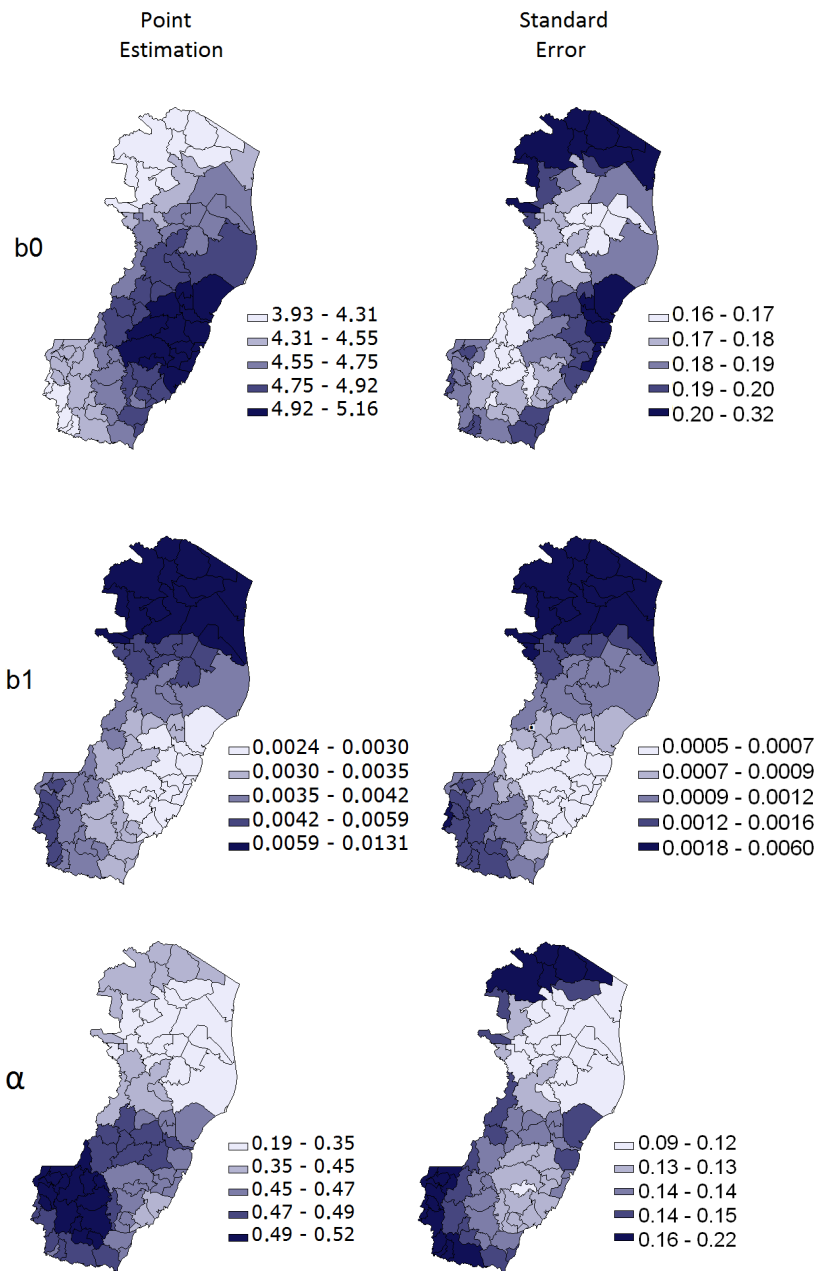 Point
Estimation
Standard
Error
b0
3.93 - 4.31
4.31 - 4.55
4.55 - 4.75
4.75 - 4.92
4.92 - 5.16
0.16 - 0.17
0.17 - 0.18
0.18 - 0.19
0.19 - 0.20
0.20 - 0.32
b1
0.0024 - 0.0030
0.0030 - 0.0035
0.0035 - 0.0042
0.0042 - 0.0059
0.0059 - 0.0131
0.0005 - 0.0007
0.0007 - 0.0009
0.0009 - 0.0012
0.0012 - 0.0016
0.0018 - 0.0060
α
0.19 - 0.35
0.35 - 0.45
0.45 - 0.47
0.47 - 0.49
0.49 - 0.52
0.09 - 0.12
0.13 - 0.13
0.14 - 0.14
0.14 - 0.15
0.16 - 0.22